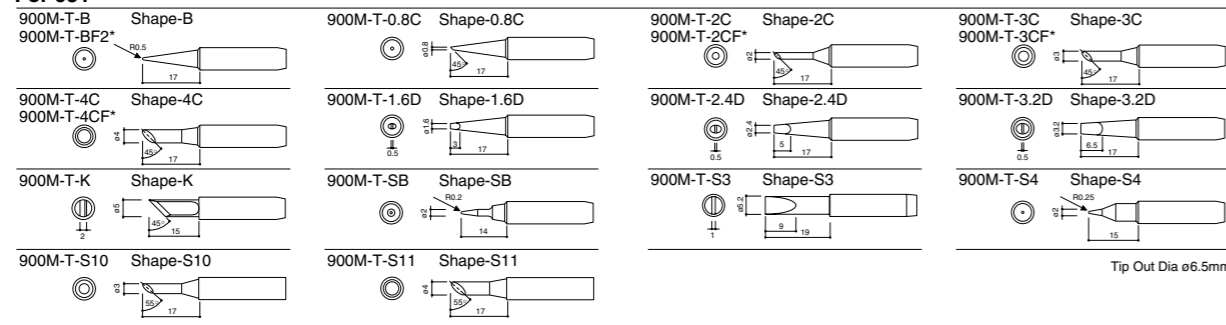 900M-T-B Shape-B
900M-T-BF2*
R0.5
17
900M-T-0.8C Shape-0.8C
ø0.8
45°
17
900M-T-2C Shape-2C
900M-T-2CF*
ø2
45°
17
900M-T-3C Shape-3C
900M-T-3CF*
ø3
45°
17
900M-T-4C Shape-4C
900M-T-4CF*
ø4
45°
17
900M-T-1.6D Shape-1.6D
ø1.6
0.5
3
17
900M-T-2.4D Shape-2.4D
ø2.4
0.5
5
17
900M-T-3.2D Shape-3.2D
ø3.2
0.5
6.5
17
900M-T-K Shape-K
ø5
2
45°
15
900M-T-SB Shape-SB
R0.2
ø2
14
900M-T-S3 Shape-S3
ø5.2
1
9
19
900M-T-S4 Shape-S4
R0.25
ø2
15
900M-T-S10 Shape-S10
ø3
55°
17
900M-T-S11 Shape-S11
ø4
55°
17
Tip Out Dia ø6.5mm